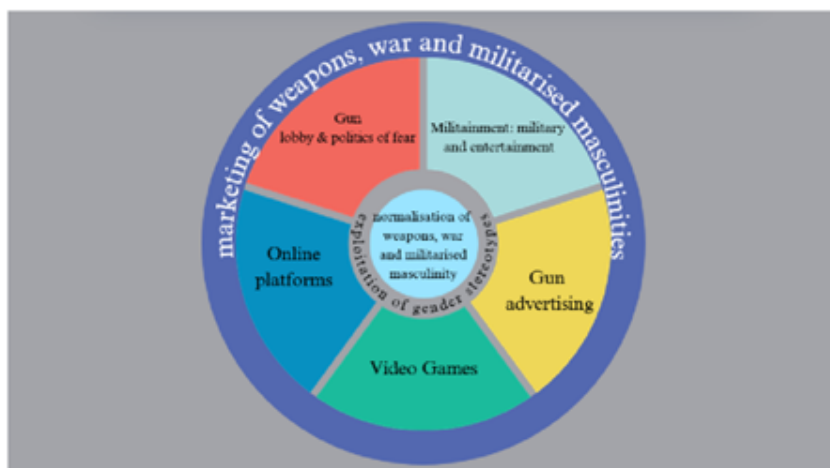 marketing of weapons, war and militarised masculinities
Gun
lobby & politics of fear
Militainment: military
and entertainment
normalisation of
weapons, war
and militarised
masculinity
exploitation of gender stereotypes
Online
platforms
Gun
advertising
Video Games